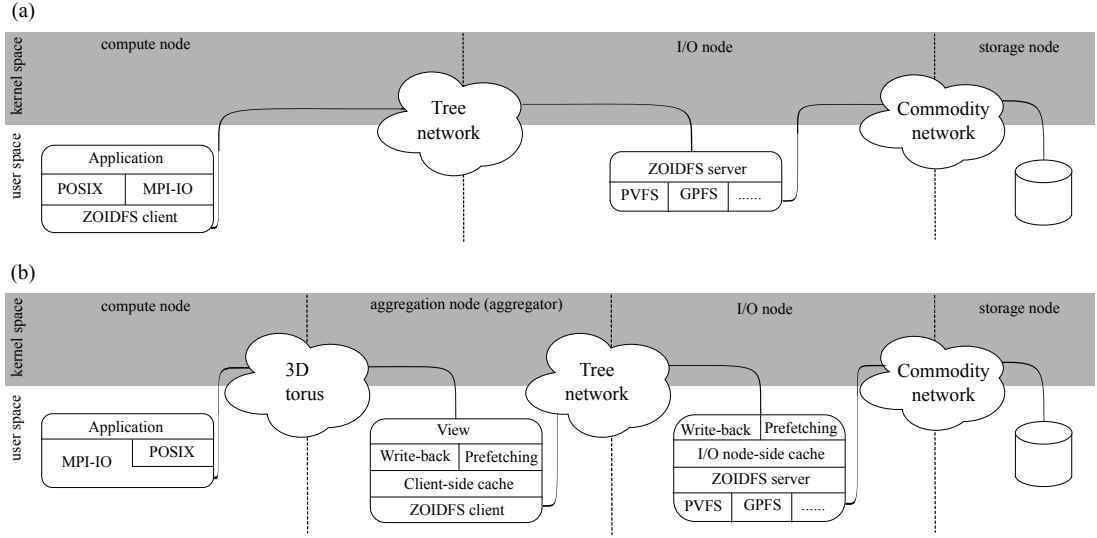 (a)
compute node
I/O node
storage node
kernel space
user space
Tree
network
Commodity
network
Application
POSIX
MPI-IO
ZOIDFS client
ZOIDFS server
PVFS
GPFS
......
(b)
compute node
aggregation node (aggregator)
I/O node
storage node
kernel space
user space
3D
torus
Tree
network
Commodity
network
Application
MPI-IO
POSIX
View
Write-back
Prefetching
Client-side cache
ZOIDFS client
Write-back
Prefetching
I/O node-side cache
ZOIDFS server
PVFS
GPFS
......